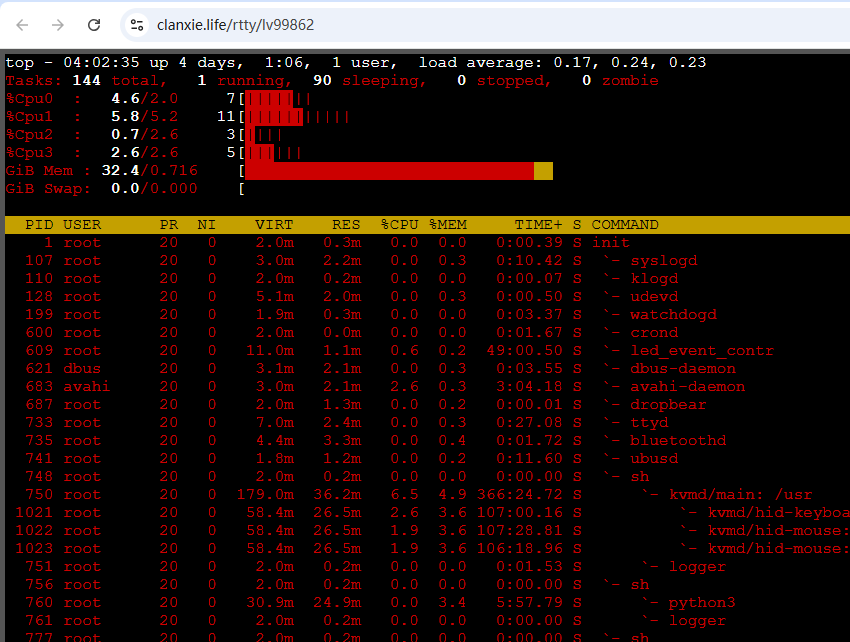 clanxie.life/rtty/lv99862
top - 04:02:35 up 4 days,  1:06,  1 user,  load average: 0.17, 0.24, 0.23
Tasks: 144 total,   1 running,  90 sleeping,   0 stopped,   0 zombie
%Cpu0  :   4.6/2.0     7[|||||||
%Cpu1  :   5.8/5.2    11[|||||||||||
%Cpu2  :   0.7/2.6     3[||||
%Cpu3  :   2.6/2.6     5[||||||
GiB Mem : 32.4/0.716    [
GiB Swap:  0.0/0.000    [
PID USER      PR  NI    VIRT    RES  %CPU %MEM     TIME+ S COMMAND
1 root      20   0    2.0m   0.3m   0.0  0.0   0:00.39 S init
107 root      20   0    3.0m   2.2m   0.0  0.3   0:10.42 S  `- syslogd
110 root      20   0    2.0m   0.2m   0.0  0.0   0:00.07 S  `- klogd
128 root      20   0    5.1m   2.0m   0.0  0.3   0:00.50 S  `- udevd
199 root      20   0    1.9m   0.3m   0.0  0.0   0:03.37 S  `- watchdogd
600 root      20   0    2.0m   0.0m   0.0  0.0   0:01.67 S  `- crond
609 root      20   0   11.0m   1.1m   0.6  0.2  49:00.50 S  `- led_event_contr
621 dbus      20   0    3.1m   2.1m   0.0  0.3   0:03.55 S  `- dbus-daemon
683 avahi     20   0    3.0m   2.1m   2.6  0.3   3:04.18 S  `- avahi-daemon
687 root      20   0    2.0m   1.3m   0.0  0.2   0:00.01 S  `- dropbear
733 root      20   0    7.0m   2.4m   0.0  0.3   0:27.08 S  `- ttyd
735 root      20   0    4.4m   3.3m   0.0  0.4   0:01.72 S  `- bluetoothd
741 root      20   0    1.8m   1.2m   0.0  0.2   0:11.60 S  `- ubusd
748 root      20   0    2.0m   0.2m   0.0  0.0   0:00.00 S  `- sh
750 root      20   0  179.0m  36.2m   6.5  4.9 366:24.72 S      `- kvmd/main: /usr
1021 root      20   0   58.4m  26.5m   2.6  3.6 107:00.16 S          `- kvmd/hid-keyboa
1022 root      20   0   58.4m  26.5m   1.9  3.6 107:28.81 S          `- kvmd/hid-mouse:
1023 root      20   0   58.4m  26.5m   1.9  3.6 106:18.96 S          `- kvmd/hid-mouse:
751 root      20   0    2.0m   0.2m   0.0  0.0   0:01.53 S      `- logger
756 root      20   0    2.0m   0.2m   0.0  0.0   0:00.00 S  `- sh
760 root      20   0   30.9m  24.9m   0.0  3.4   5:57.79 S      `- python3
761 root      20   0    2.0m   0.2m   0.0  0.0   0:00.00 S      `- logger
777 root      20   0    2.0m   0.2m   0.0  0.0   0:00.00 S  `- sh